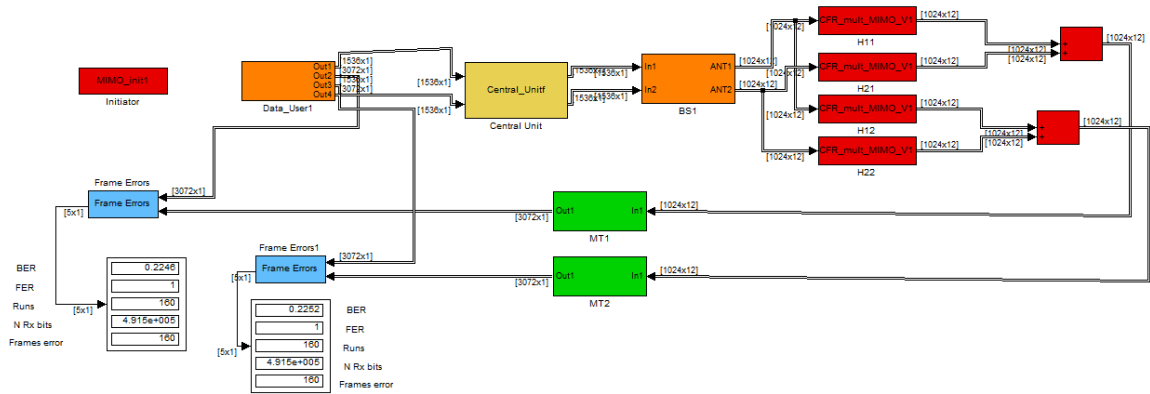 MIMO_init1
Initiator
Out1
Out2
Out3
Out4
Data_User1
[1536x1]
[3072x1]
[1536x1]
[3072x1]
[1536x1]
[1536x1]
Central_Unitf
Central Unit
[1536x1]
[1536x1]
[1536x1]
In1
In2
ANT1
ANT2
BS1
[1024x12]
[1024x12]
[1024x12]
[1024x12]
[1024x12]
[1024x12]
CFR_mult_MIMO_V1
H11
[1024x12]
CFR_mult_MIMO_V1
H21
[1024x12]
CFR_mult_MIMO_V1
H12
[1024x12]
CFR_mult_MIMO_V1
H22
[1024x12]
[1024x12]
[1024x12]
[1024x12]
+
+
[1024x12]
+
+
[1024x12]
Frame Errors
Frame Errors
[3072x1]
[5x1]
[3072x1]
Out1
In1
MT1
[1024x12]
Frame Errors1
Frame Errors
[3072x1]
[5x1]
[3072x1]
Out1
In1
MT2
[1024x12]
BER
0.2246
FER
1
Runs
160
[5x1]
N Rx bits
4.915e+005
Frames error
160
0.2252
BER
1
FER
160
Runs
[5x1]
4.915e+005
N Rx bits
160
Frames error